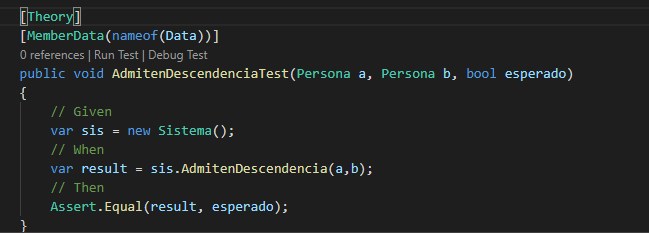 [Theory]
[MemberData(nameof(Data))]
0 references | Run Test | Debug Test
public void AdmitenDescendenciaTest(Persona a, Persona b, bool esperado)
{
// Given
var sis = new Sistema();
// When
var result = sis.AdmitenDescendencia(a,b);
// Then
Assert.Equal(result, esperado);
}